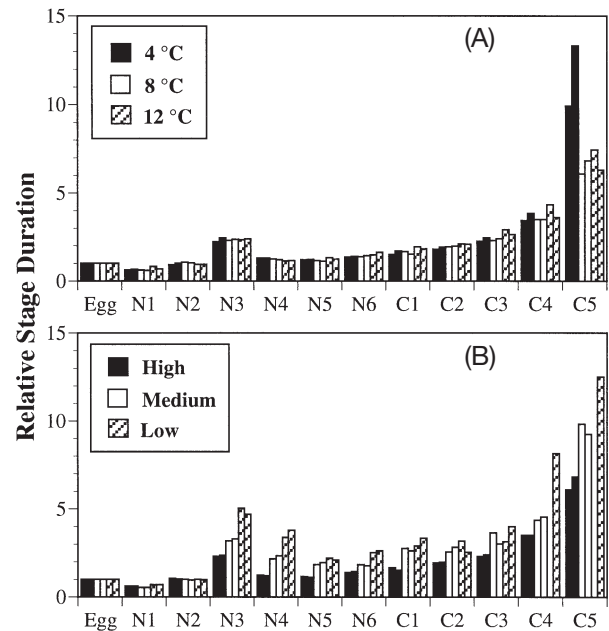 15
(A)
4 °C
8 °C
12 °C
10
5
0
Egg N1 N2 N3 N4 N5 N6 C1 C2 C3 C4 C5
Relative Stage Duration
15
(B)
High
Medium
Low
10
5
0
Egg N1 N2 N3 N4 N5 N6 C1 C2 C3 C4 C5